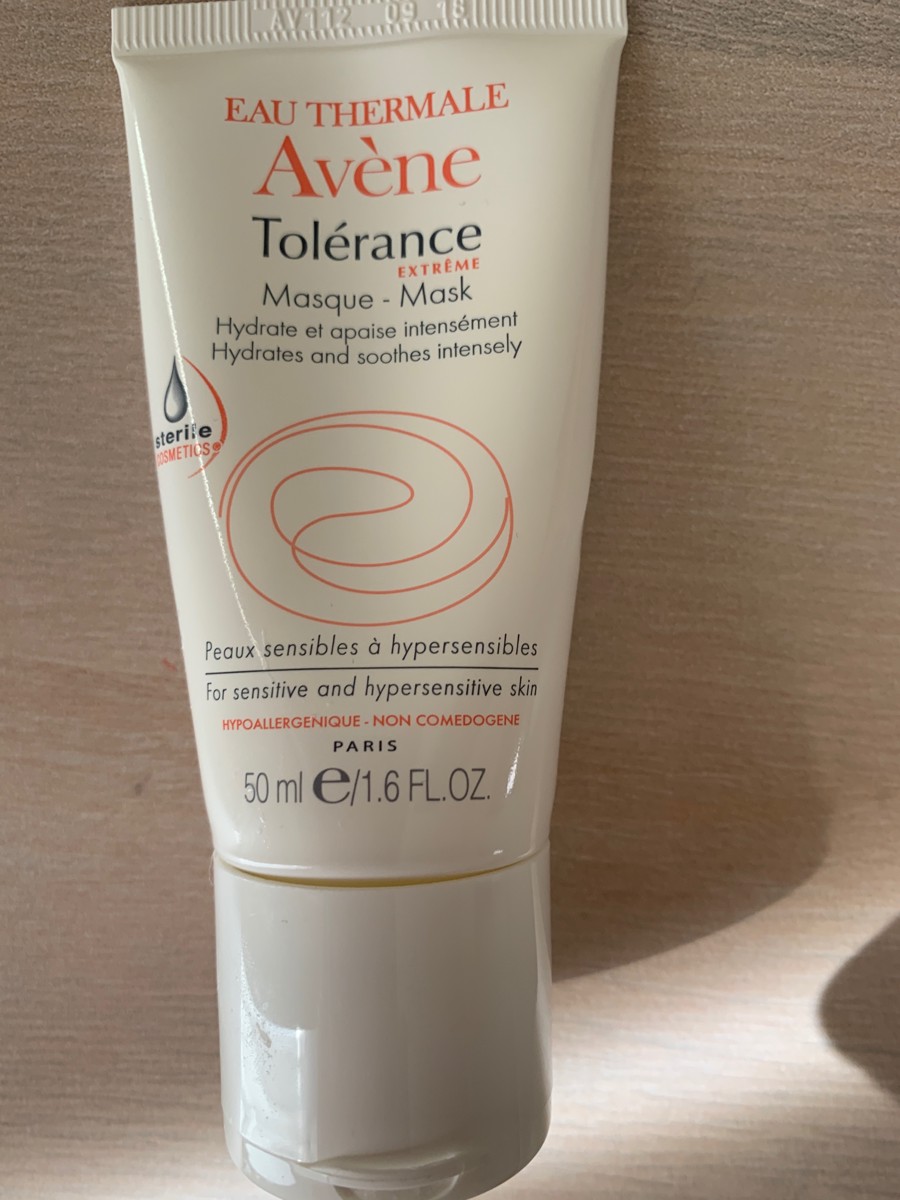 AV112 09 18
EAU THERMALE
Avène
Tolérance
EXTRÊME
Masque - Mask
Hydrate et apaise intensément
Hydrates and soothes intensely
sterile
COSMETICS®
Peaux sensibles à hypersensibles
For sensitive and hypersensitive skin
HYPOALLERGENIQUE - NON COMEDOGENE
PARIS
50 ml e/1.6 FL.OZ.